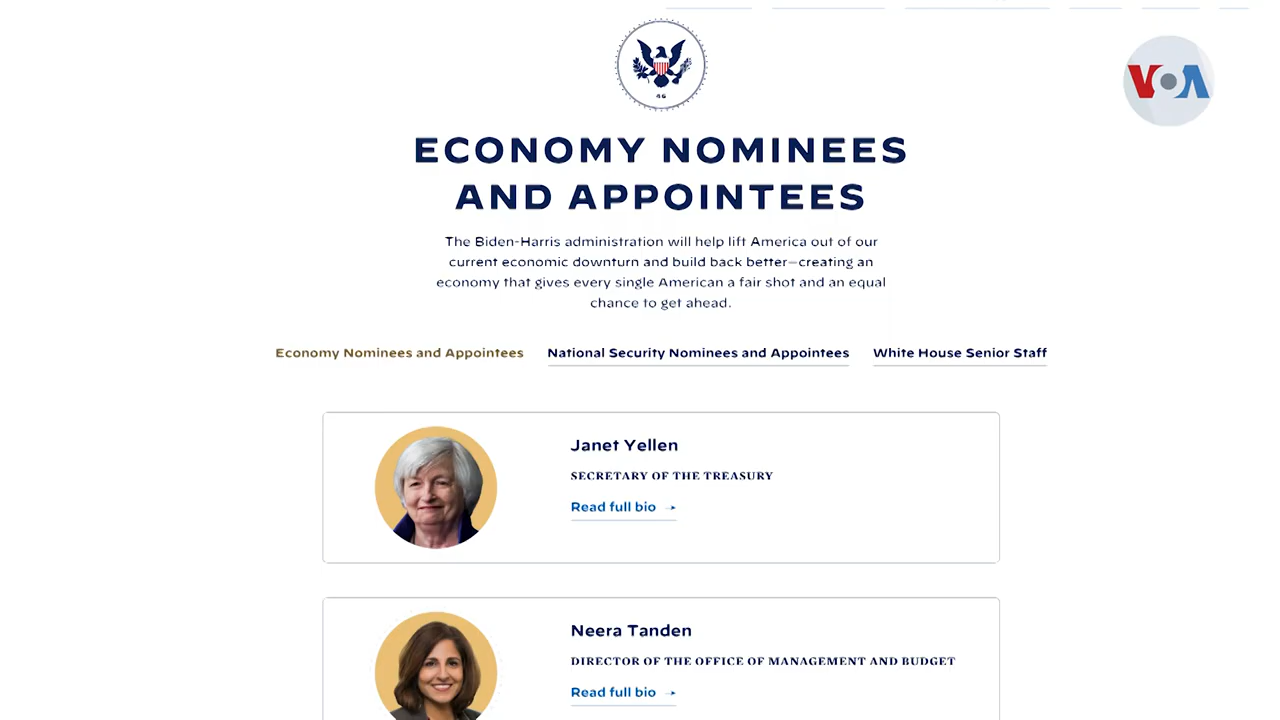 46
VOA
ECONOMY NOMINEES
AND APPOINTEES
The Biden-Harris administration will help lift America out of our
current economic downturn and build back better—creating an
economy that gives every single American a fair shot and an equal
chance to get ahead.
Economy Nominees and Appointees National Security Nominees and Appointees White House Senior Staff
Janet Yellen
SECRETARY OF THE TREASURY
Read full bio →
Neera Tanden
DIRECTOR OF THE OFFICE OF MANAGEMENT AND BUDGET
Read full bio →